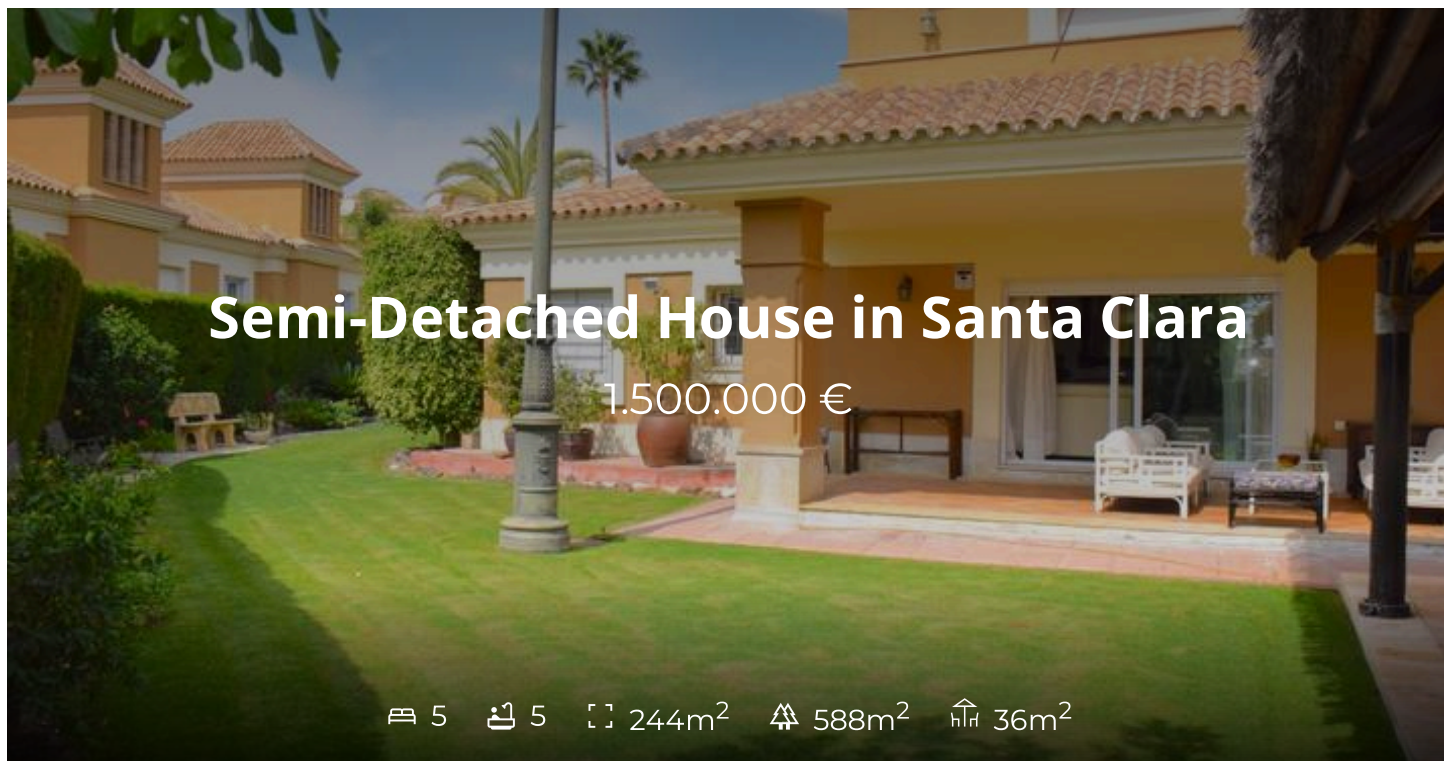 Semi-Detached House in Santa Clara
1.500.000 €
5 5 244m² 588m² 36m²